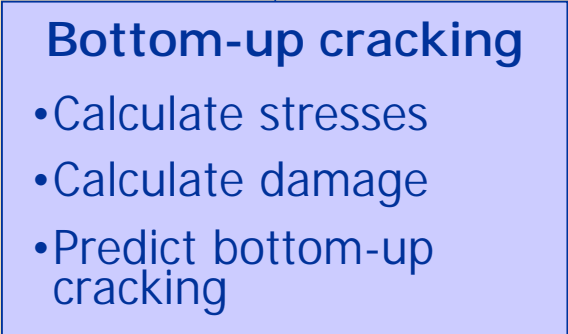 Bottom-up cracking
•Calculate stresses
•Calculate damage
•Predict bottom-up
cracking